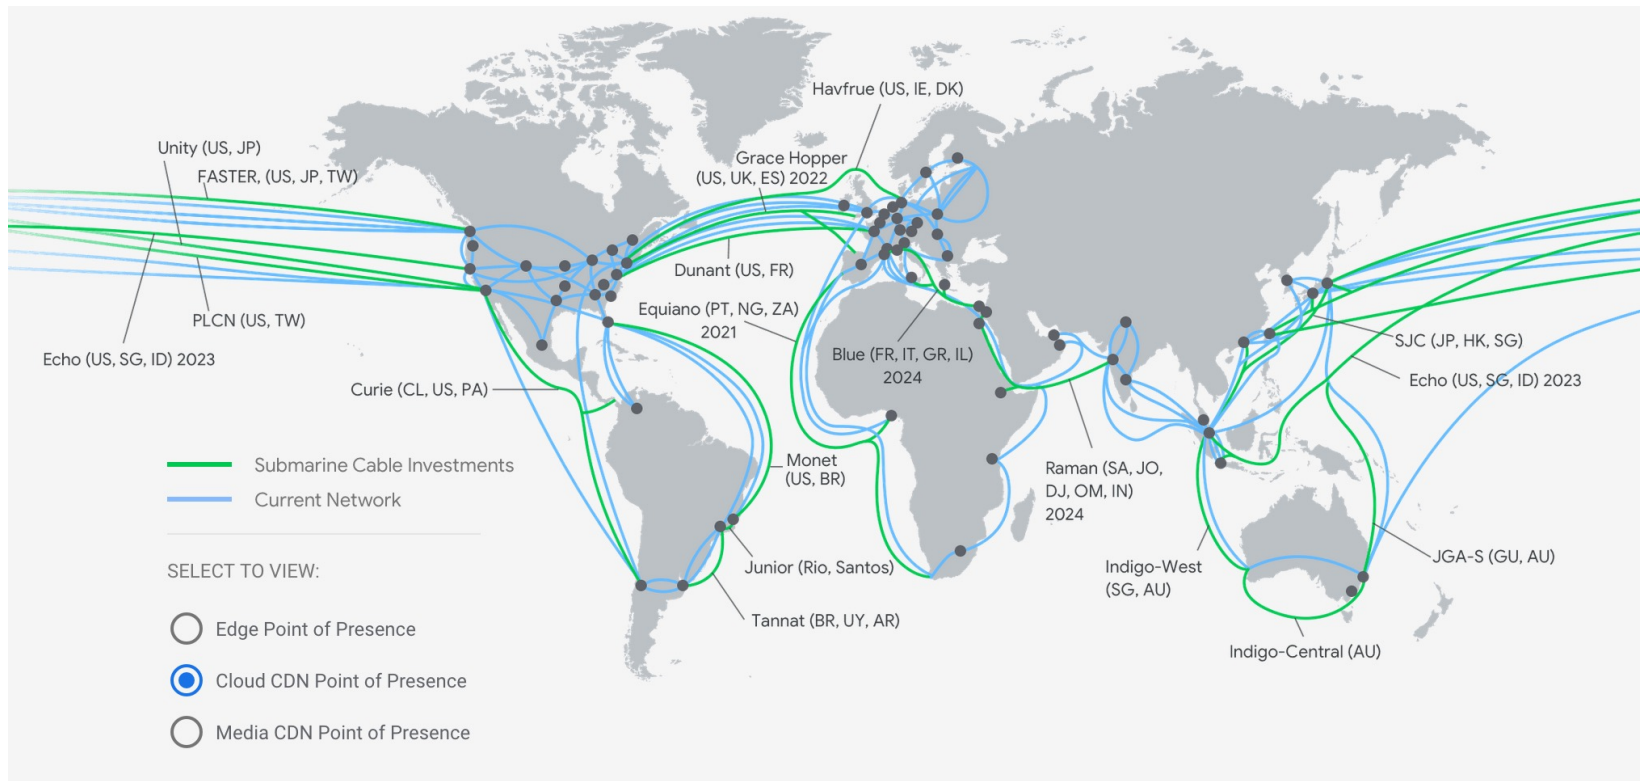 Havfrue (US, IE, DK)
Unity (US, JP)
FASTER, (US, JP, TW)
Grace Hopper
(US, UK, ES) 2022
Dunant (US, FR)
Equiano (PT, NG, ZA)
2021
PLCN (US, TW)
Echo (US, SG, ID) 2023
Blue (FR, IT, GR, IL)
2024
SJC (JP, HK, SG)
Echo (US, SG, ID) 2023
Curie (CL, US, PA)
Submarine Cable Investments
Current Network
Monet
(US, BR)
Raman (SA, JO,
DJ, OM, IN)
2024
Junior (Rio, Santos)
Indigo-West
(SG, AU)
JGA-S (GU, AU)
Tannat (BR, UY, AR)
Indigo-Central (AU)
SELECT TO VIEW:
Edge Point of Presence
Cloud CDN Point of Presence
Media CDN Point of Presence